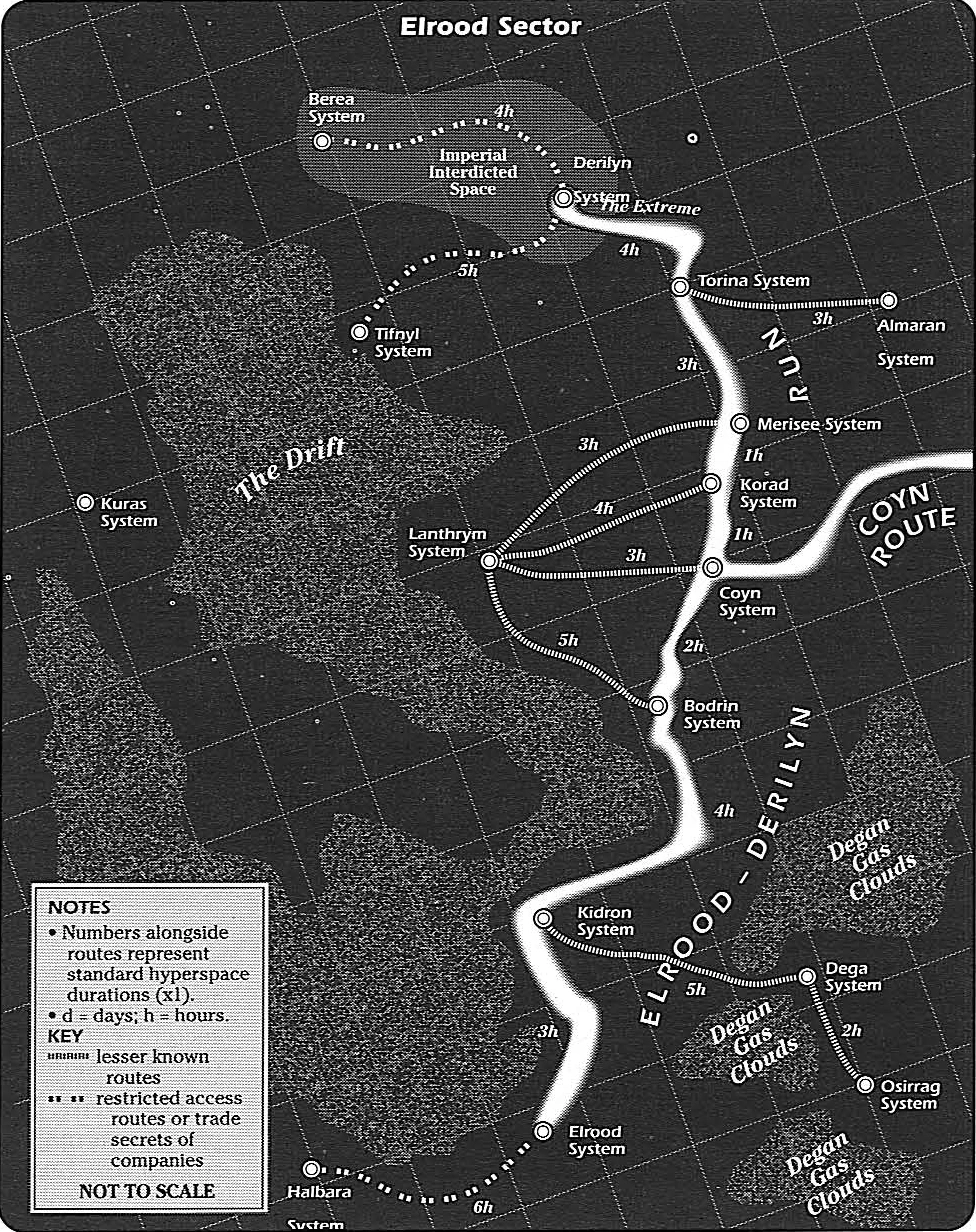 Elrood Sector
Berea
System
4h
Imperial
Interdicted
Space
Derilyn
System
The Extreme
4h
5h
Torina System
3h
Almaran
System
Tifnyl
System
RUN
3h
The Drift
Merisee System
3h
1h
Kuras
System
Korad
System
4h
COYN
ROUTE
Lanthrym
System
1h
3h
Coyn
System
5h
2h
Bodrin
System
4h
ELROOD – DERILYN
Degan
Gas
Clouds
Kidron
System
5h
Dega
System
Degan
Gas
Clouds
2h
3h
Osirrag
System
Elrood
System
Degan
Gas
Clouds
Halbara
System
6h
NOTES
• Numbers alongside
routes represent
standard hyperspace
durations (x1).
• d = days; h = hours.
KEY
lesser known
routes
restricted access
routes or trade
secrets of
companies
NOT TO SCALE